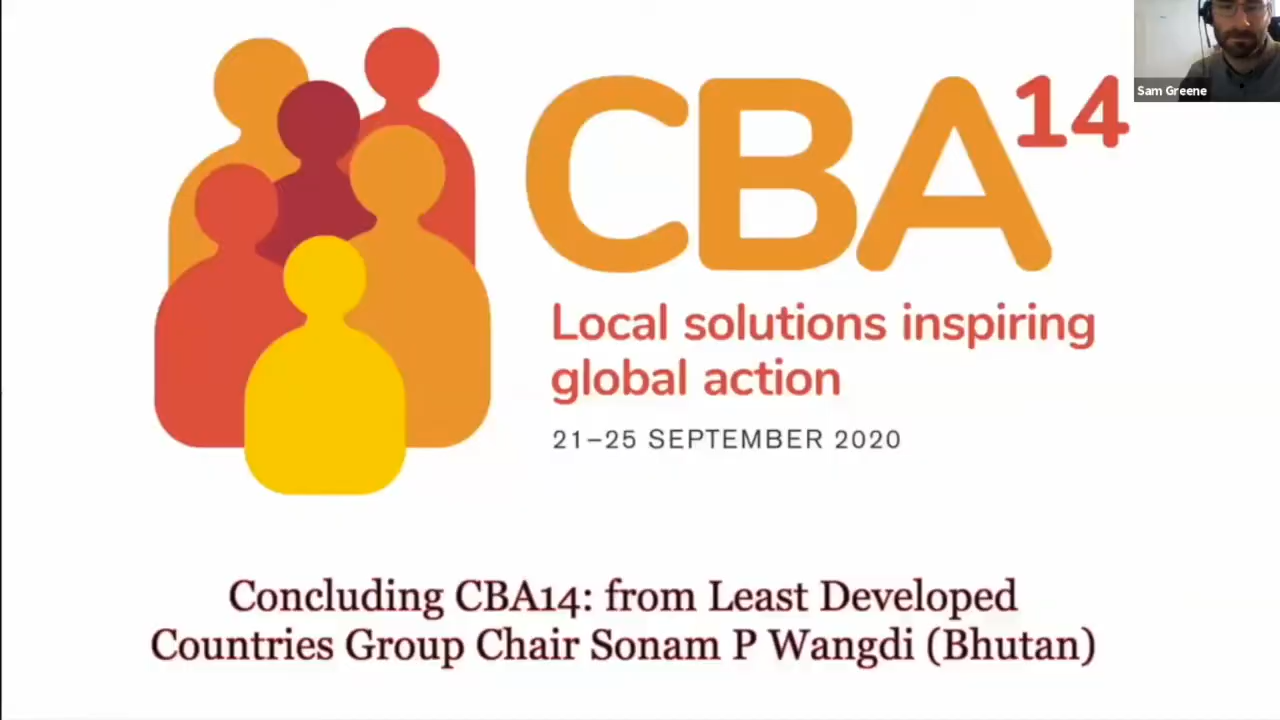 CBA14
Local solutions inspiring
global action
21–25 SEPTEMBER 2020
Concluding CBA14: from Least Developed
Countries Group Chair Sonam P Wangdi (Bhutan)
Sam Greene